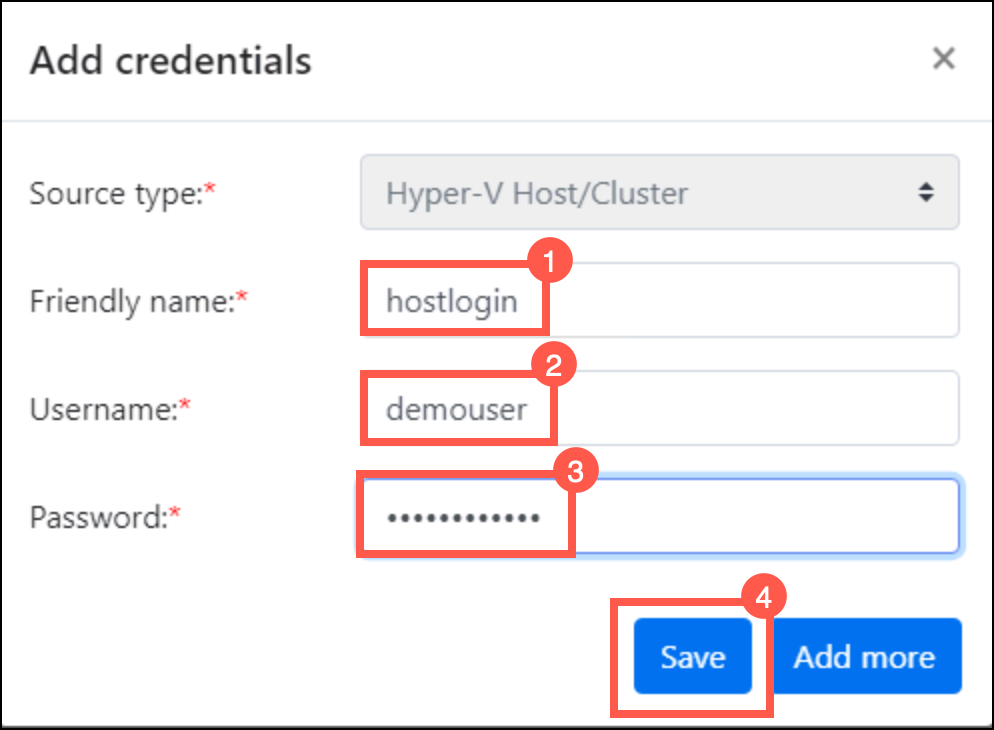 Add credentials ×
Source type:* Hyper-V Host/Cluster
1
Friendly name:* hostlogin
2
Username:* demouser
3
Password:* ••••••••••••
4
Save Add more